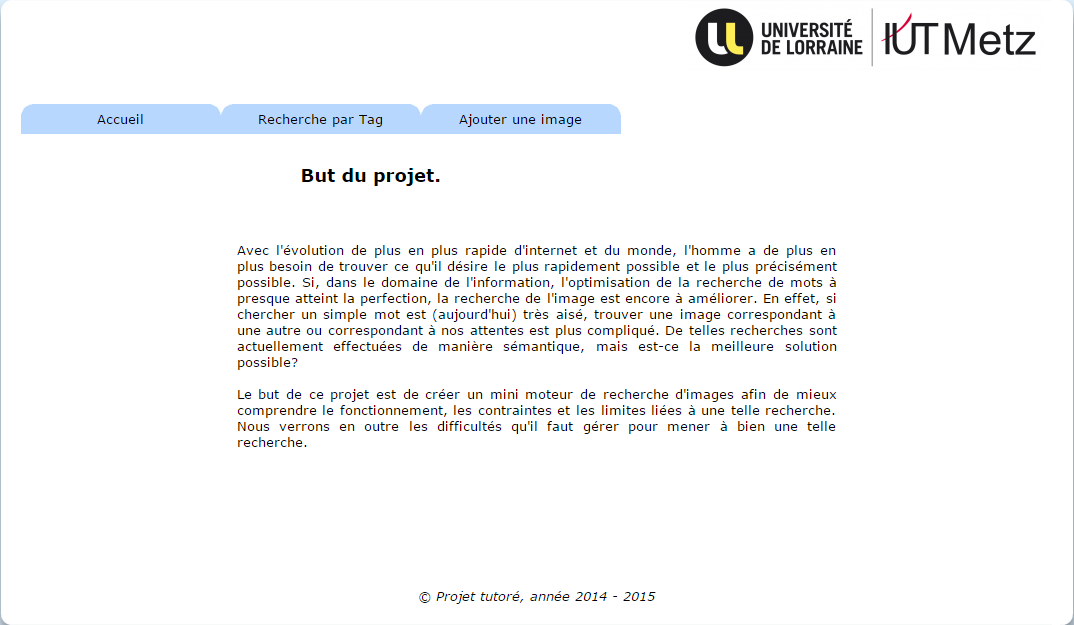 UNIVERSITÉ
DE LORRAINE
IUT Metz
Accueil
Recherche par Tag
Ajouter une image
But du projet.
Avec l'évolution de plus en plus rapide d'internet et du monde, l'homme a de plus en
plus besoin de trouver ce qu'il désire le plus rapidement possible et le plus précisément
possible. Si, dans le domaine de l'information, l'optimisation de la recherche de mots à
presque atteint la perfection, la recherche de l'image est encore à améliorer. En effet, si
chercher un simple mot est (aujourd'hui) très aisé, trouver une image correspondant à
une autre ou correspondant à nos attentes est plus compliqué. De telles recherches sont
actuellement effectuées de manière sémantique, mais est-ce la meilleure solution
possible?
Le but de ce projet est de créer un mini moteur de recherche d'images afin de mieux
comprendre le fonctionnement, les contraintes et les limites liées à une telle recherche.
Nous verrons en outre les difficultés qu'il faut gérer pour mener à bien une telle
recherche.
© Projet tutoré, année 2014 - 2015